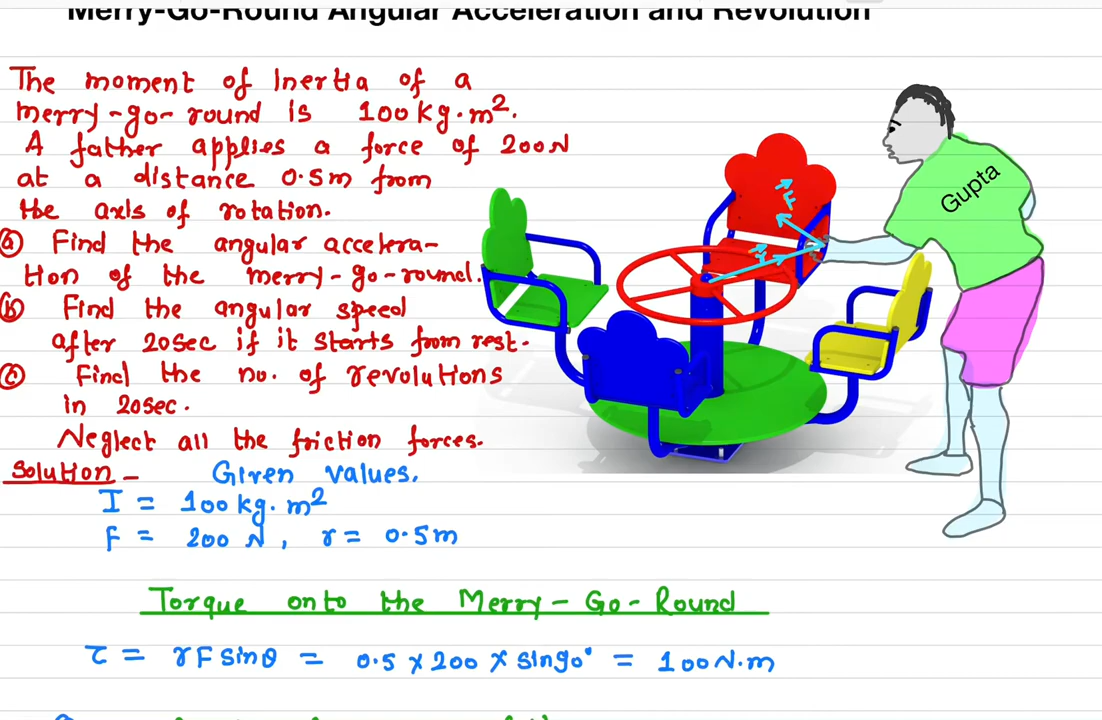 Merry-Go-Round Angular Acceleration and Revolution
The moment of Inertia of a
merry-go-round is 100 kg·m².
A father applies a force of 200N
at a distance 0.5m from
the axis of rotation.
(a) Find the angular accelera-
tion of the merry-go-round.
(b) Find the angular speed
after 20sec if it starts from rest.
(c) Find the no. of revolutions
in 20sec.
Neglect all the friction forces.
Solution - Given values,
I = 100 kg·m²
F = 200 N, r = 0.5m
Torque onto the Merry-Go-Round
τ = rFsinθ = 0.5 × 200 × sin90° = 100 N·m
Gupta
F
r